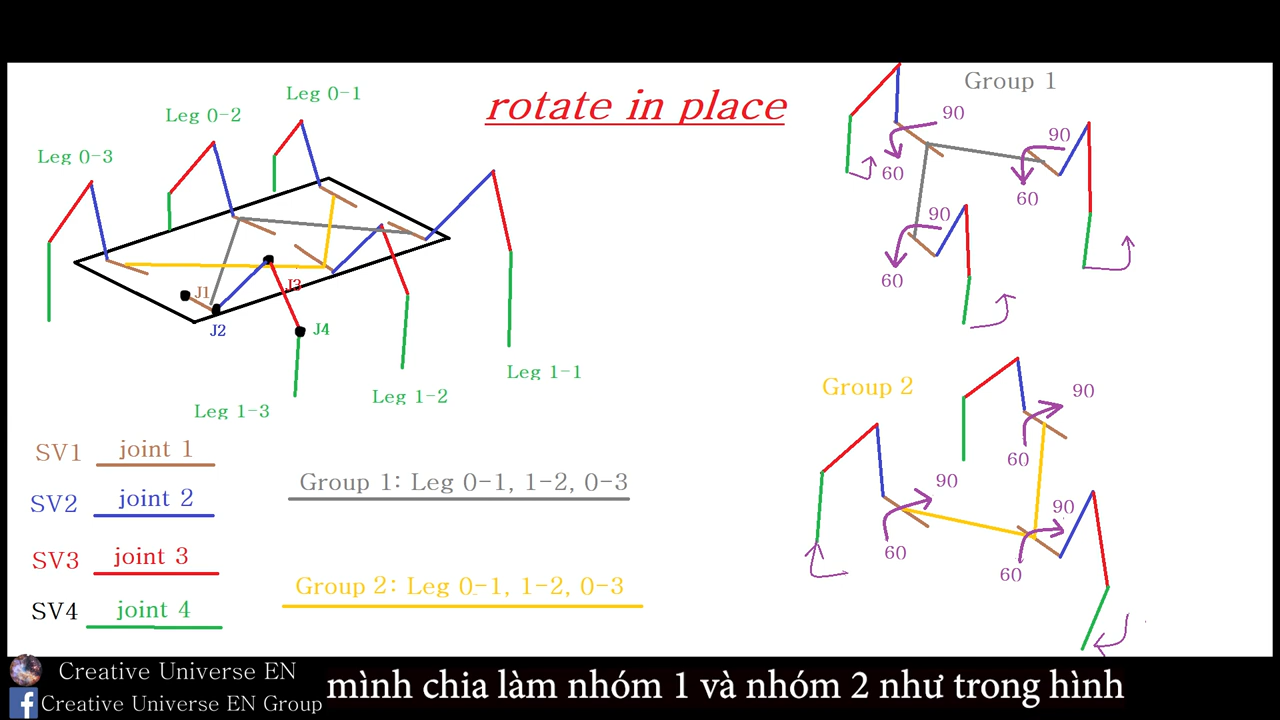 rotate in place
Leg 0-1
Leg 0-2
Leg 0-3
J1
J2
J3
J4
Leg 1-1
Leg 1-2
Leg 1-3
SV1 joint 1
SV2 joint 2
SV3 joint 3
SV4 joint 4
Group 1: Leg 0-1, 1-2, 0-3
Group 2: Leg 0-1, 1-2, 0-3
Group 1
90
60
90
60
90
60
Group 2
90
60
90
60
90
60
Creative Universe EN
Creative Universe EN Group
mình chia làm nhóm 1 và nhóm 2 như trong hình